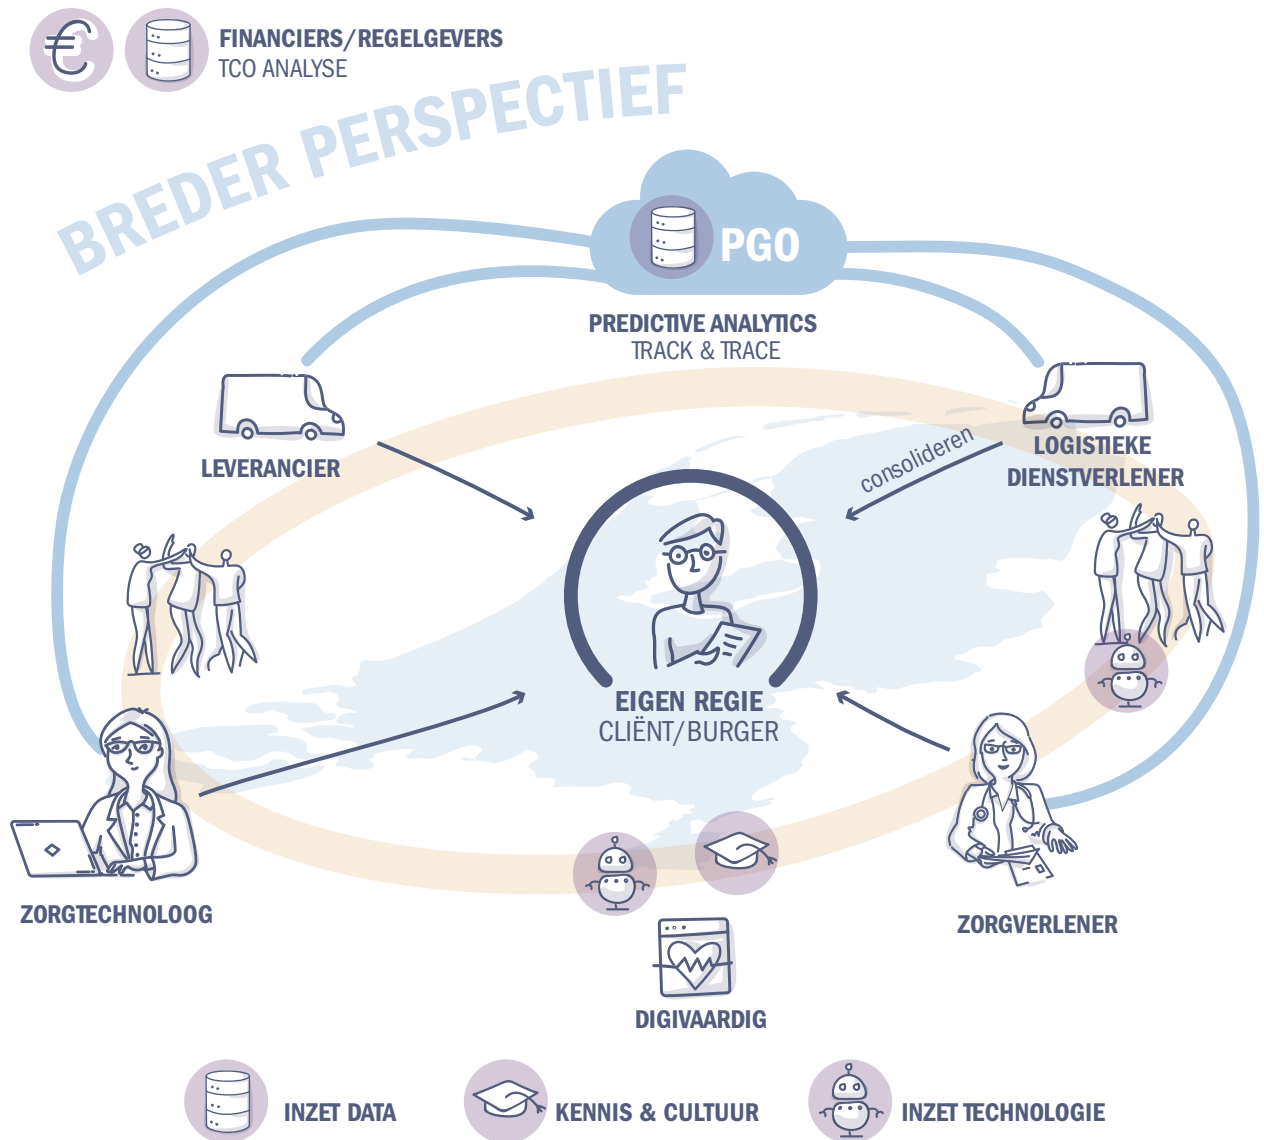 FINANCIERS/REGELGEVERS
TCO ANALYSE
BREDER PERSPECTIEF
PGO
PREDICTIVE ANALYTICS
TRACK & TRACE
LEVERANCIER
consolideren
LOGISTIEKE
DIENSTVERLENER
EIGEN REGIE
CLIËNT/BURGER
ZORGTECHNOLOOG
ZORGVERLENER
DIGIVAARDIG
INZET DATA
KENNIS & CULTUUR
INZET TECHNOLOGIE